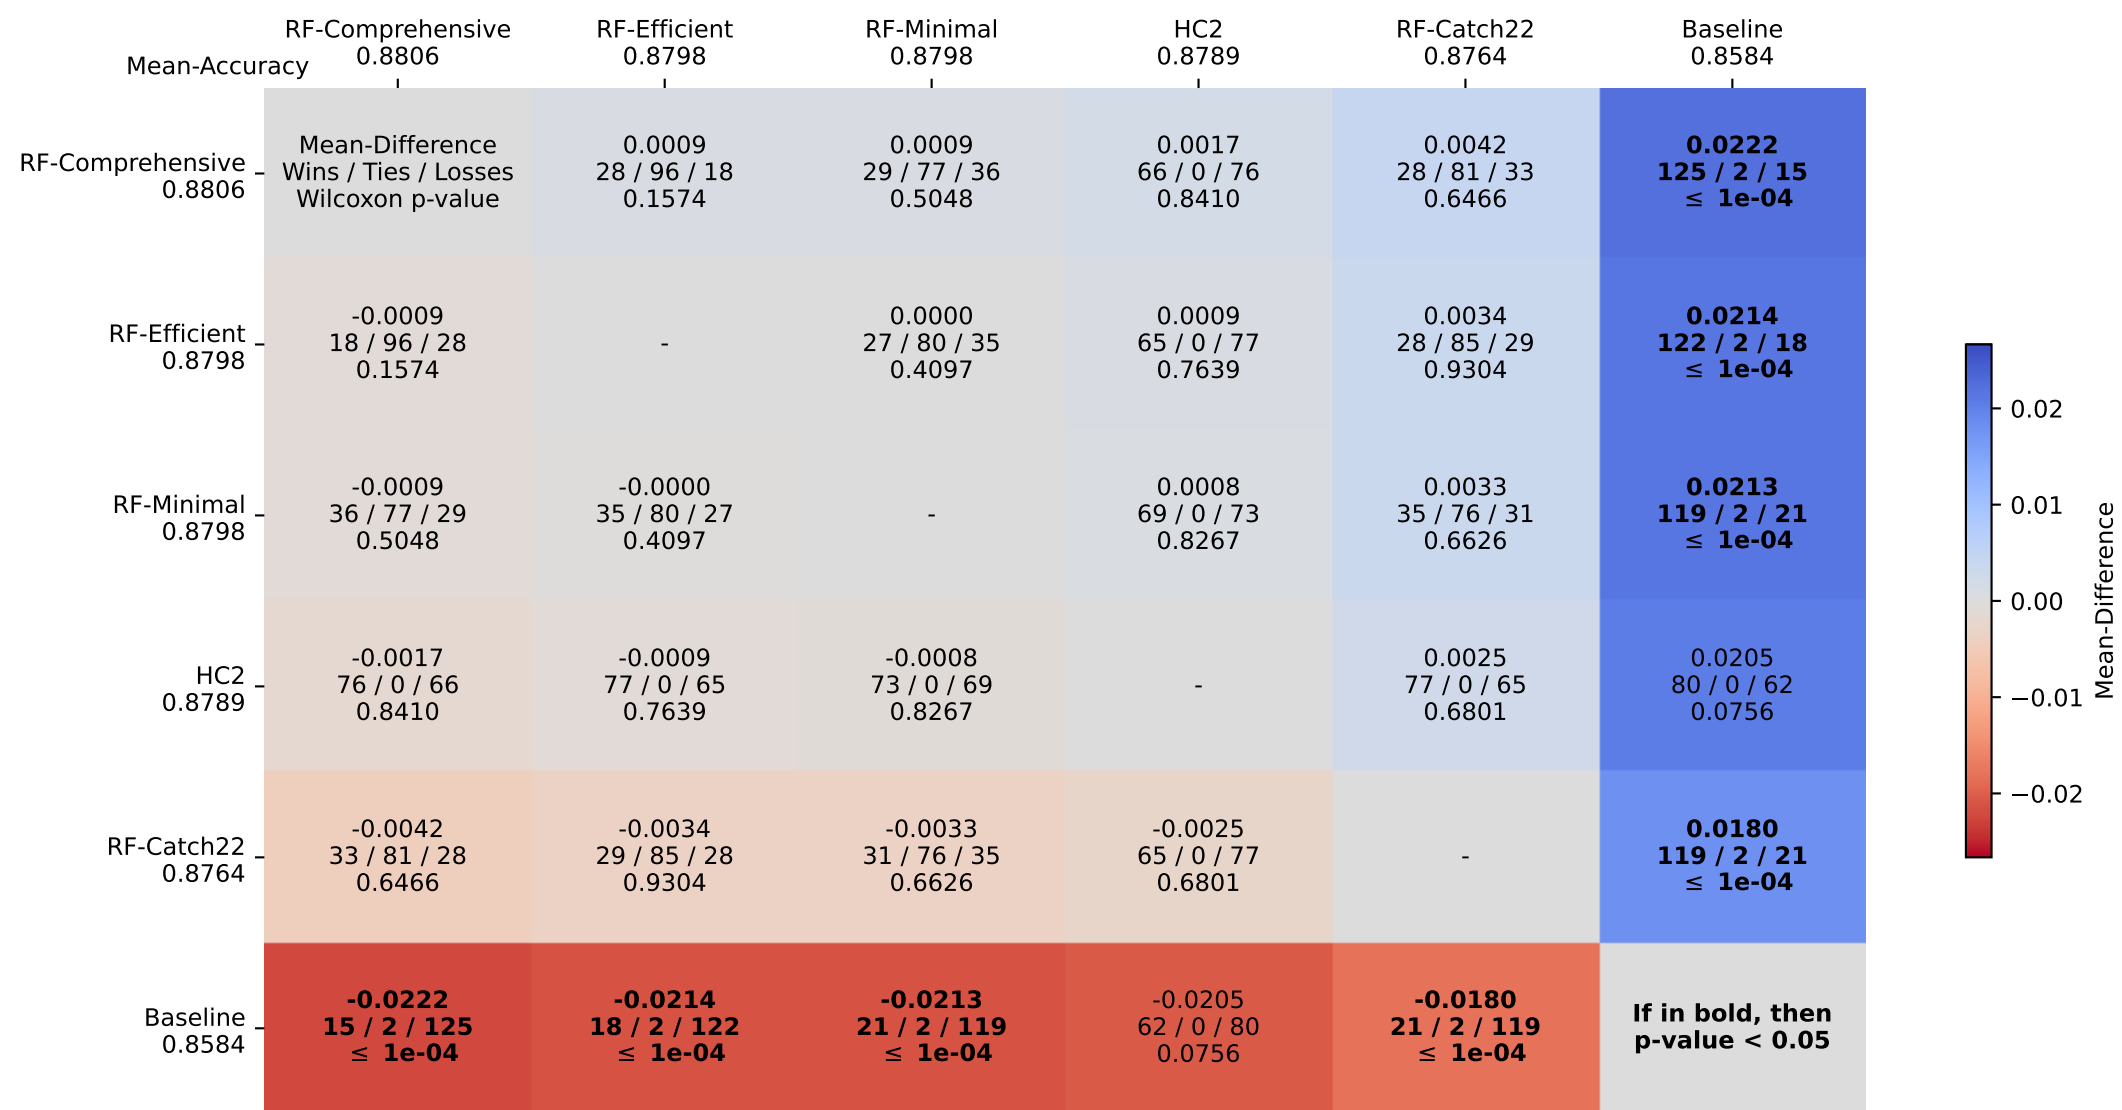 RF-Comprehensive RF-Efficient RF-Minimal HC2 RF-Catch22 Baseline
Mean-Accuracy 0.8806 0.8798 0.8798 0.8789 0.8764 0.8584
RF-Comprehensive
0.8806
Mean-Difference 0.0009 0.0009 0.0017 0.0042 0.0222
Wins / Ties / Losses 28 / 96 / 18 29 / 77 / 36 66 / 0 / 76 28 / 81 / 33 125 / 2 / 15
Wilcoxon p-value 0.1574 0.5048 0.8410 0.6466 ≤ 1e-04
RF-Efficient
0.8798
-0.0009 0.0000 0.0009 0.0034 0.0214
18 / 96 / 28 - 27 / 80 / 35 65 / 0 / 77 28 / 85 / 29 122 / 2 / 18
0.1574 0.4097 0.7639 0.9304 ≤ 1e-04
RF-Minimal
0.8798
-0.0009 -0.0000 0.0008 0.0033 0.0213
36 / 77 / 29 35 / 80 / 27 - 69 / 0 / 73 35 / 76 / 31 119 / 2 / 21
0.5048 0.4097 0.8267 0.6626 ≤ 1e-04
HC2
0.8789
-0.0017 -0.0009 -0.0008 0.0025 0.0205
76 / 0 / 66 77 / 0 / 65 73 / 0 / 69 - 77 / 0 / 65 80 / 0 / 62
0.8410 0.7639 0.8267 0.6801 0.0756
RF-Catch22
0.8764
-0.0042 -0.0034 -0.0033 -0.0025 0.0180
33 / 81 / 28 29 / 85 / 28 31 / 76 / 35 65 / 0 / 77 - 119 / 2 / 21
0.6466 0.9304 0.6626 0.6801 ≤ 1e-04
Baseline
0.8584
-0.0222 -0.0214 -0.0213 -0.0205 -0.0180
15 / 2 / 125 18 / 2 / 122 21 / 2 / 119 62 / 0 / 80 21 / 2 / 119
≤ 1e-04 ≤ 1e-04 ≤ 1e-04 0.0756 ≤ 1e-04
If in bold, then
p-value < 0.05
0.02
0.01
0.00
−0.01
−0.02
Mean-Difference